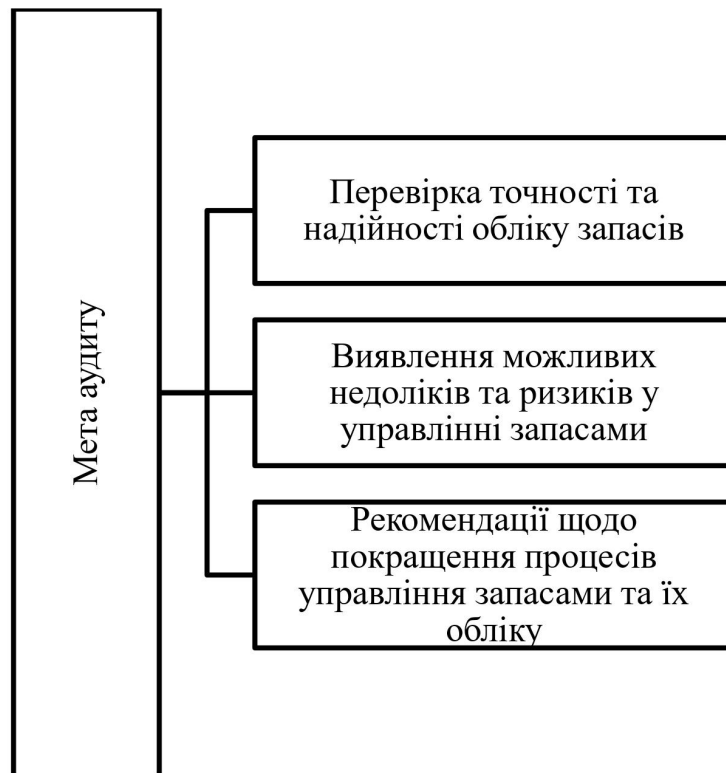 Мета аудиту
Перевірка точності та
надійності обліку запасів
Виявлення можливих
недоліків та ризиків у
управлінні запасами
Рекомендації щодо
покращення процесів
управління запасами та їх
обліку